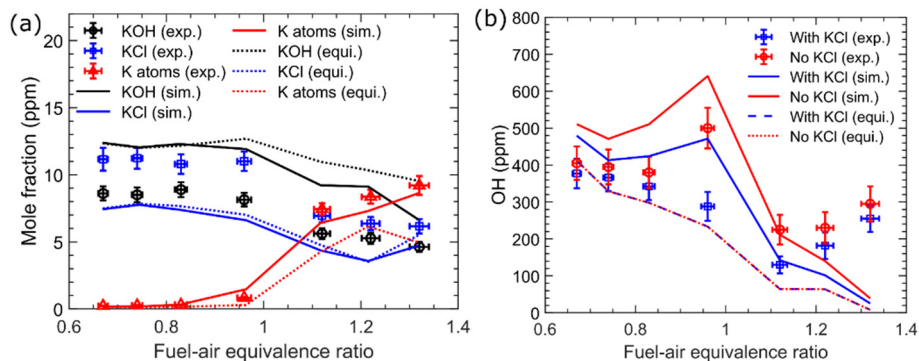 (a)
KOH (exp.)
KCl (exp.)
K atoms (exp.)
KOH (sim.)
KCl (sim.)
K atoms (sim.)
KOH (equi.)
KCl (equi.)
K atoms (equi.)
Mole fraction (ppm)
20
15
10
5
0
0.6
0.8
1
1.2
1.4
Fuel-air equivalence ratio
(b)
With KCl (exp.)
No KCl (exp.)
With KCl (sim.)
No KCl (sim.)
With KCl (equi.)
No KCl (equi.)
OH (ppm)
800
700
600
500
400
300
200
100
0
0.6
0.8
1
1.2
1.4
Fuel-air equivalence ratio